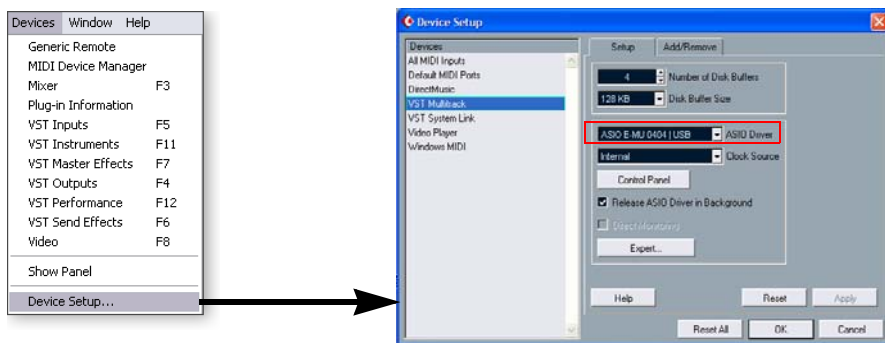 Devices Window Help
Generic Remote
MIDI Device Manager
Mixer F3
Plug-in Information
VST Inputs F5
VST Instruments F11
VST Master Effects F7
VST Outputs F4
VST Performance F12
VST Send Effects F6
Video F8
Show Panel
Device Setup...
Device Setup
Devices
All MIDI Inputs
Default MIDI Ports
DirectMusic
VST Multitrack
VST System Link
Video Player
Windows MIDI
Setup Add/Remove
4 Number of Disk Buffers
128 KB Disk Buffer Size
ASIO E-MU 0404 | USB ASIO Driver
Internal Clock Source
Control Panel
Release ASIO Driver in Background
Direct Monitoring
Expert...
Help Reset Apply
Reset All OK Cancel